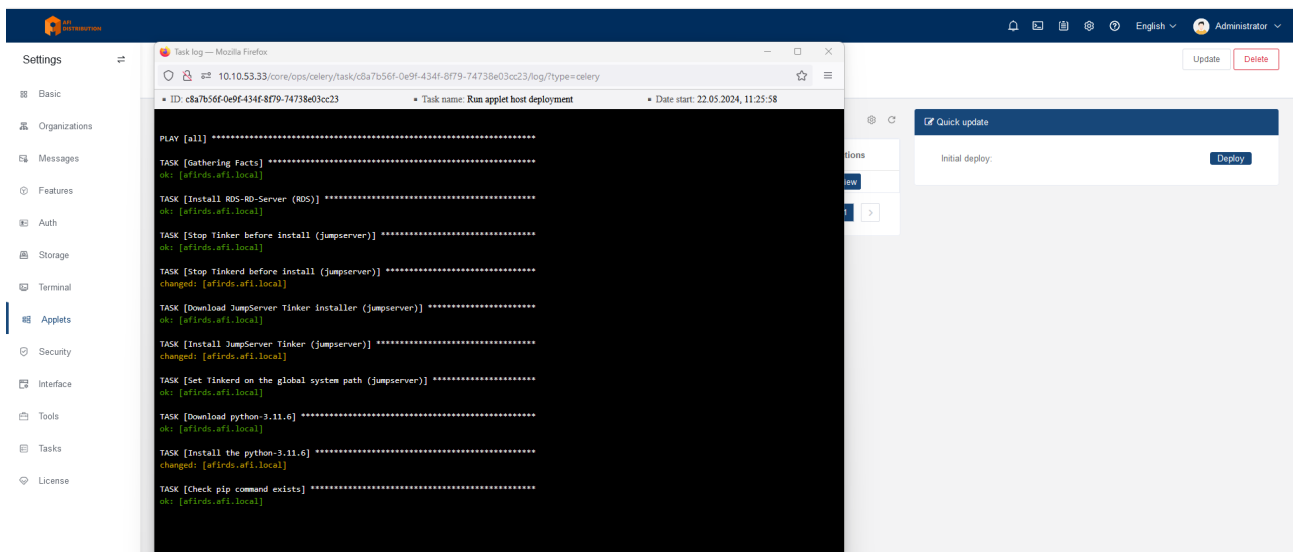 AFI
DISTRIBUTION
English
Administrator
Settings
Basic
Organizations
Messages
Features
Auth
Storage
Terminal
Applets
Security
Interface
Tools
Tasks
License
Task log — Mozilla Firefox
10.10.53.33/core/ops/celery/task/c8a7b56f-0e9f-434f-8f79-74738e03cc23/log/?type=celery
ID: c8a7b56f-0e9f-434f-8f79-74738e03cc23 Task name: Run applet host deployment Date start: 22.05.2024, 11:25:58
PLAY [all] *********************************************************************
TASK [Gathering Facts] *********************************************************
ok: [afirds.afi.local]
TASK [Install RDS-RD-Server (RDS)] *********************************************
ok: [afirds.afi.local]
TASK [Stop Tinker before install (jumpserver)] *********************************
ok: [afirds.afi.local]
TASK [Stop Tinkerd before install (jumpserver)] ********************************
changed: [afirds.afi.local]
TASK [Download JumpServer Tinker installer (jumpserver)] ***********************
ok: [afirds.afi.local]
TASK [Install JumpServer Tinker (jumpserver)] **********************************
changed: [afirds.afi.local]
TASK [Set Tinkerd on the global system path (jumpserver)] **********************
ok: [afirds.afi.local]
TASK [Download python-3.11.6] **************************************************
ok: [afirds.afi.local]
TASK [Install the python-3.11.6] ***********************************************
changed: [afirds.afi.local]
TASK [Check pip command exists] ************************************************
ok: [afirds.afi.local]
Update
Delete
Quick update
Initial deploy:
Deploy